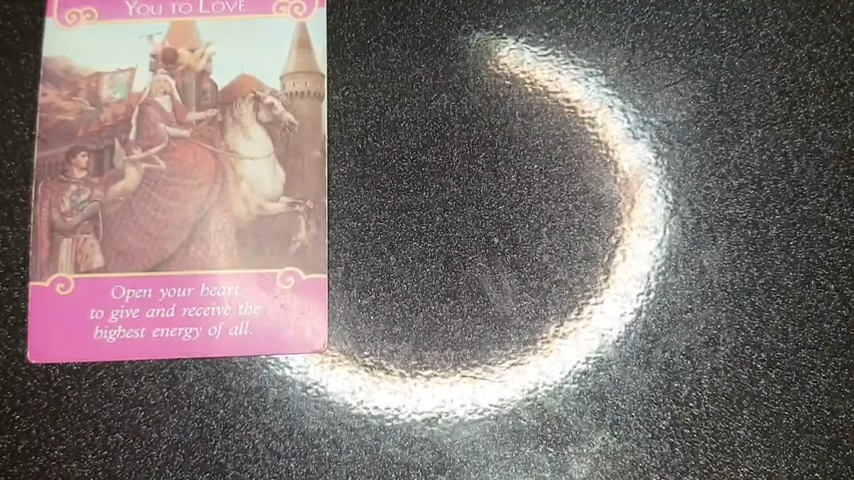 You to Love
Open your heart
to give and receive the
highest energy of all.